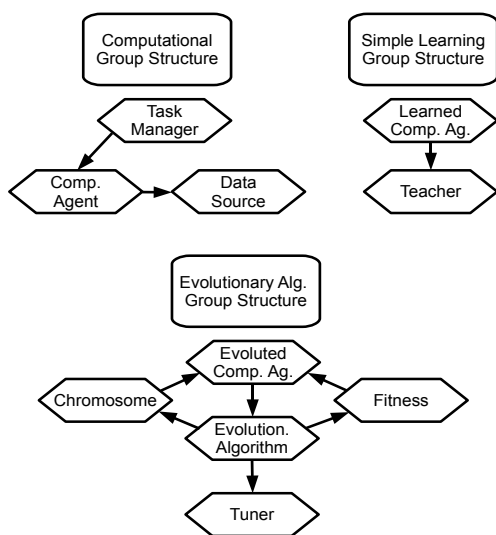 Computational
Group Structure
Simple Learning
Group Structure
Task
Manager
Learned
Comp. Ag.
Comp.
Agent
Data
Source
Teacher
Evolutionary Alg.
Group Structure
Evoluted
Comp. Ag.
Chromosome
Fitness
Evolution.
Algorithm
Tuner